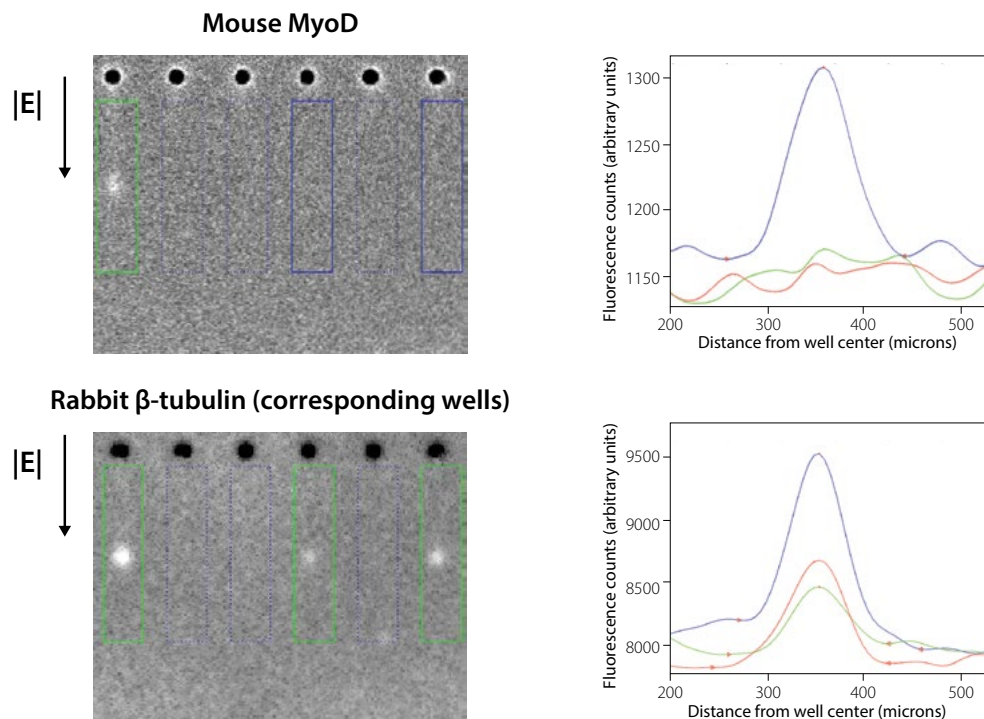 Mouse MyoD
|E|
Fluorescence counts (arbitrary units)
1300
1250
1200
1150
200
300
400
500
Distance from well center (microns)
Rabbit β-tubulin (corresponding wells)
|E|
Fluorescence counts (arbitrary units)
9500
9000
8500
8000
200
300
400
500
Distance from well center (microns)